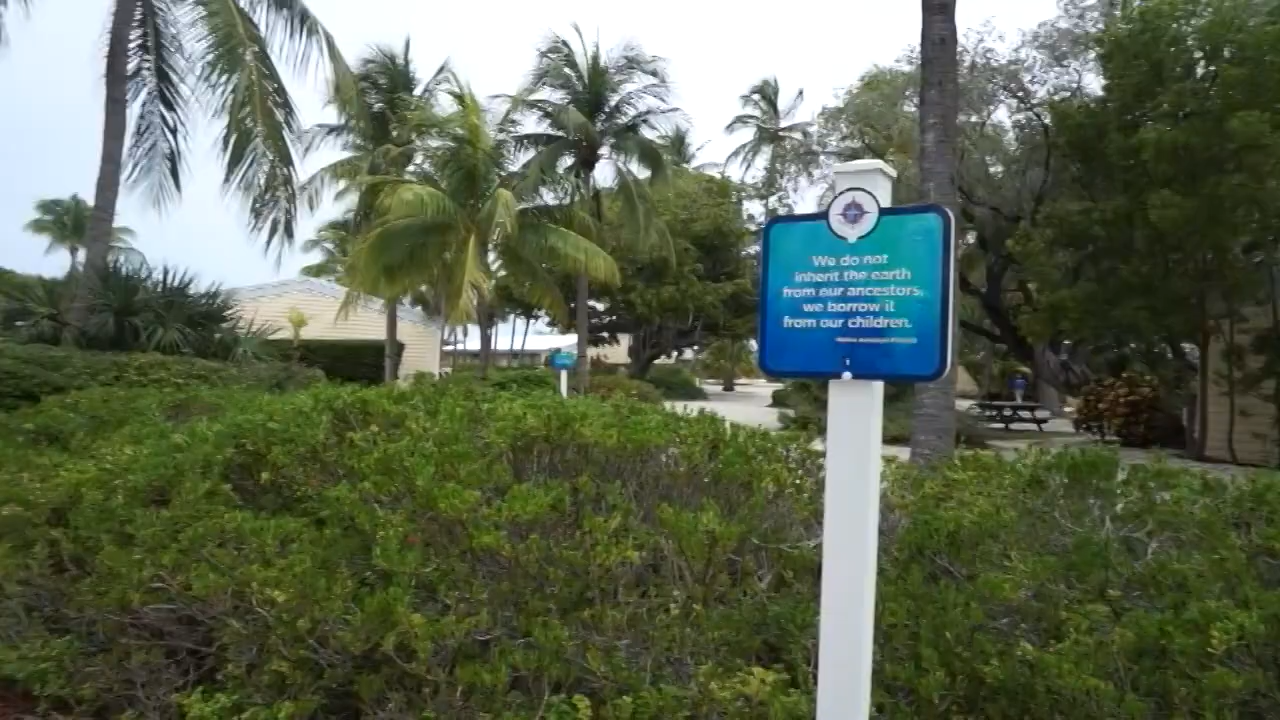 We do not
inherit the earth
from our ancestors,
we borrow it
from our children.